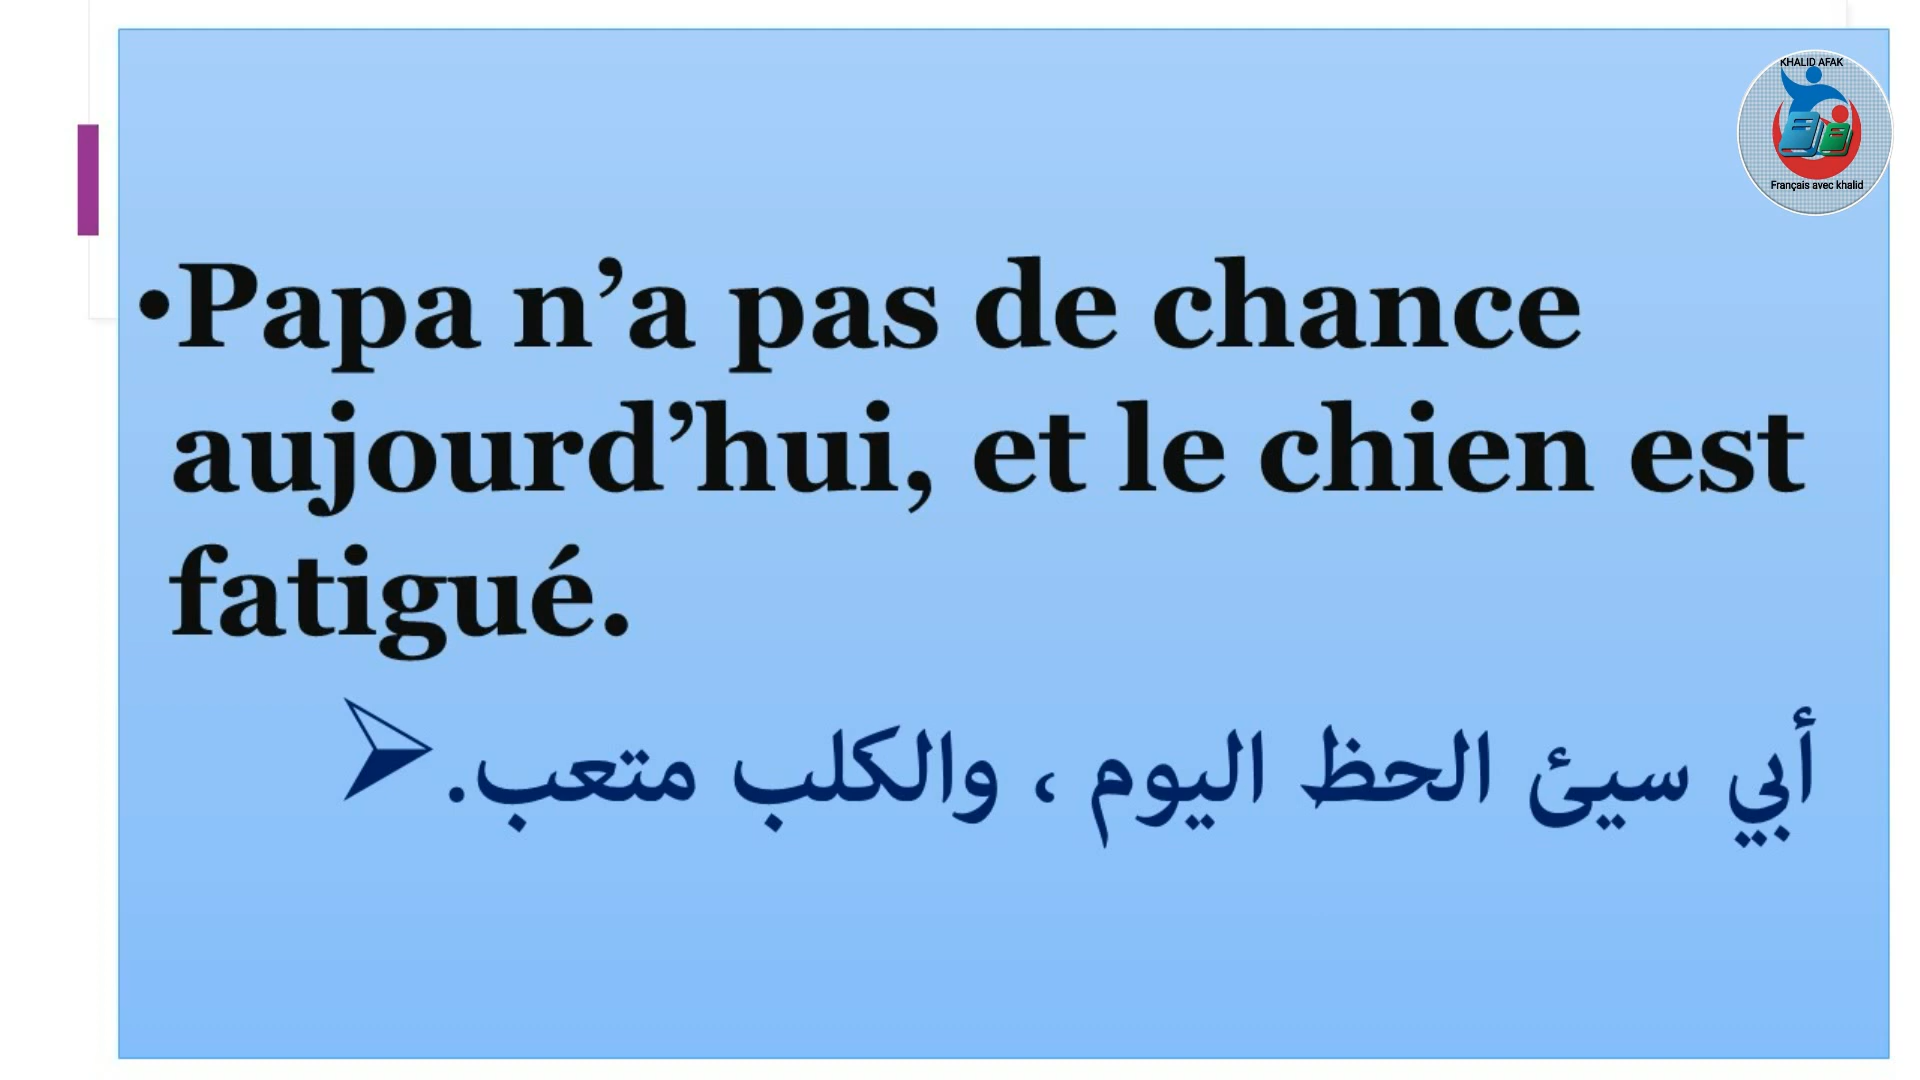 KHALID AFAK
Français avec khalid
•Papa n’a pas de chance
aujourd’hui, et le chien est
fatigué.
أبي سيئ الحظ اليوم ، والكلب متعب.